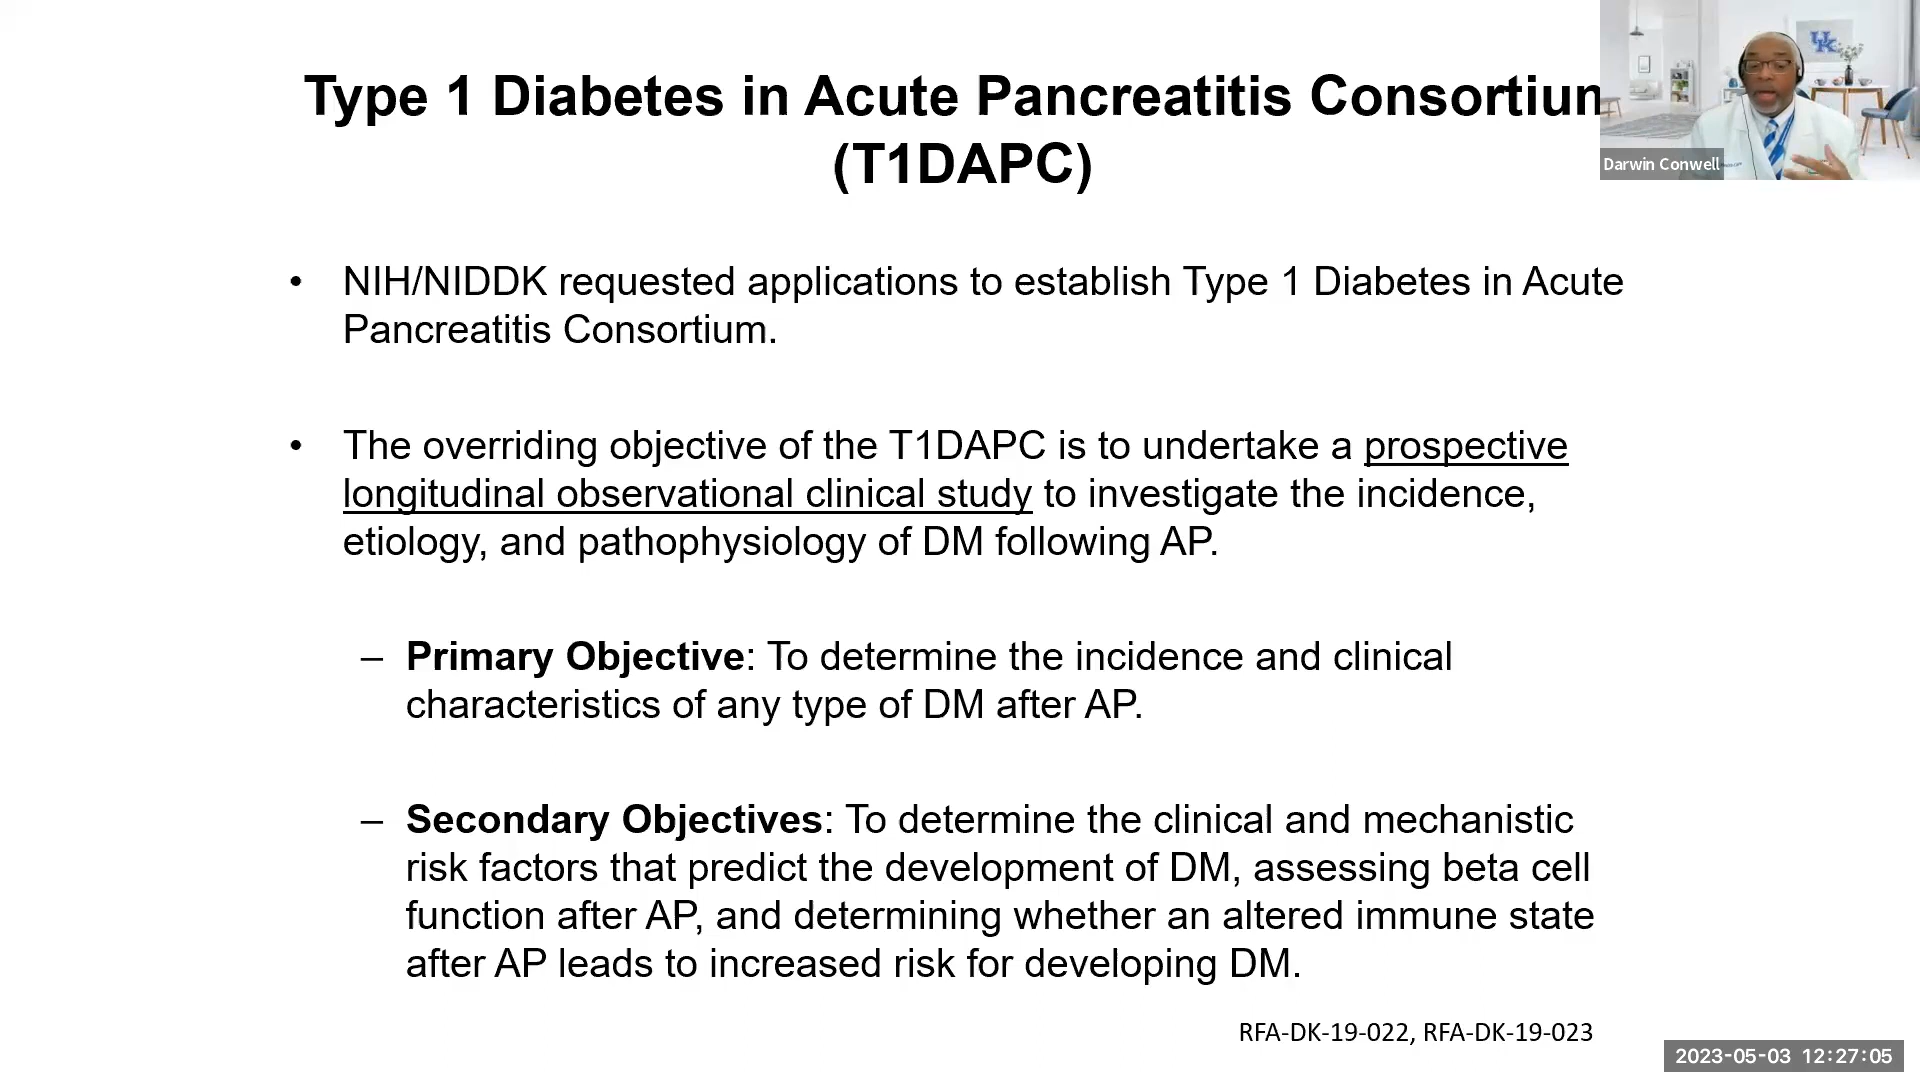 Type 1 Diabetes in Acute Pancreatitis Consortium
(T1DAPC)
UK
Darwin Conwell
• NIH/NIDDK requested applications to establish Type 1 Diabetes in Acute
Pancreatitis Consortium.
• The overriding objective of the T1DAPC is to undertake a prospective
longitudinal observational clinical study to investigate the incidence,
etiology, and pathophysiology of DM following AP.
– Primary Objective: To determine the incidence and clinical
characteristics of any type of DM after AP.
– Secondary Objectives: To determine the clinical and mechanistic
risk factors that predict the development of DM, assessing beta cell
function after AP, and determining whether an altered immune state
after AP leads to increased risk for developing DM.
RFA-DK-19-022, RFA-DK-19-023
2023-05-03 12:27:05